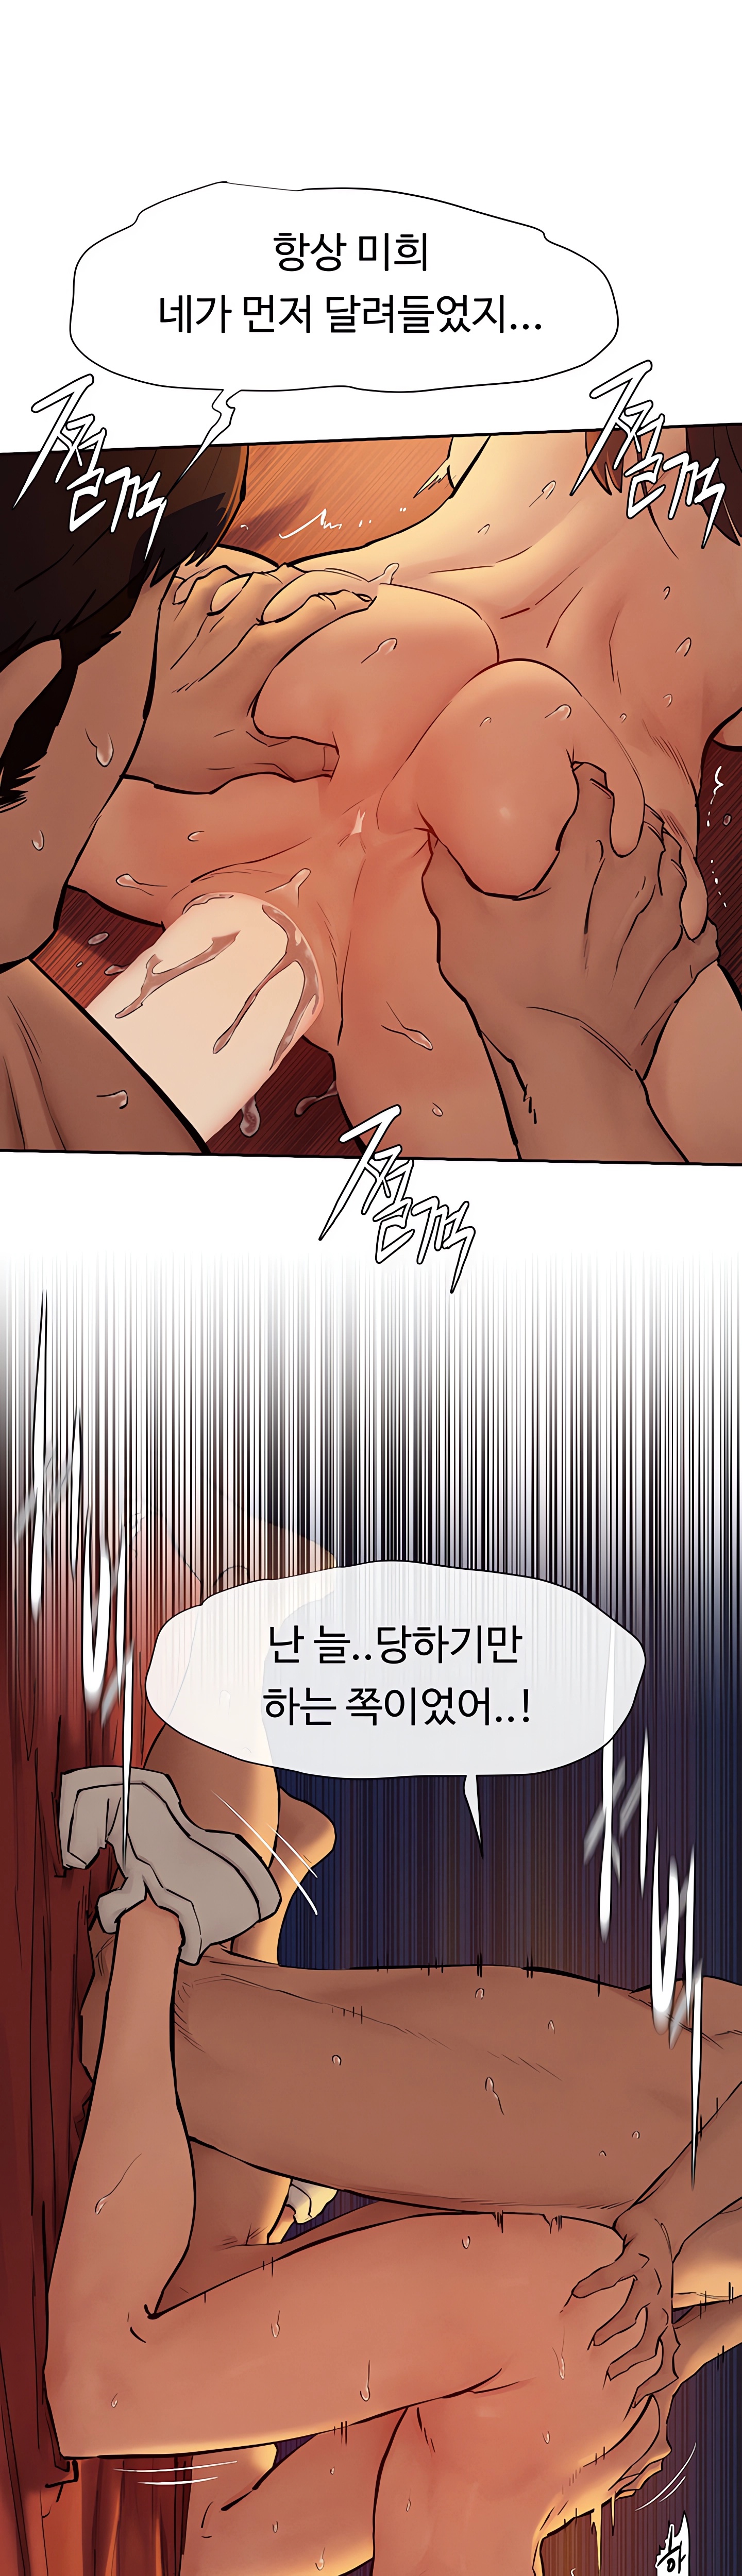 항상 미희
네가 먼저 달려들었지...
찔꺽
찔꺽
찔꺽
난 늘..당하기만
하는 쪽이었어..!
하